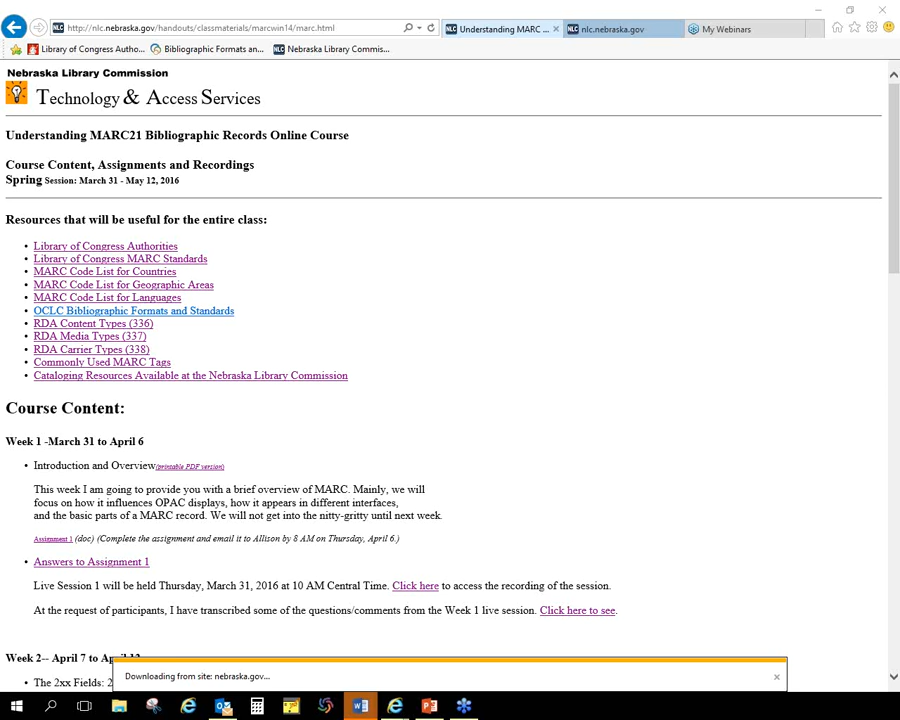 http://nlc.nebraska.gov/handouts/classmaterials/marcwin14/marc.html
NLC Understanding MARC ...
NLC nlc.nebraska.gov
My Webinars
Library of Congress Autho...
Bibliographic Formats an...
NLC Nebraska Library Commis...
Nebraska Library Commission
Technology & Access Services
Understanding MARC21 Bibliographic Records Online Course
Course Content, Assignments and Recordings
Spring Session: March 31 - May 12, 2016
Resources that will be useful for the entire class:
• Library of Congress Authorities
• Library of Congress MARC Standards
• MARC Code List for Countries
• MARC Code List for Geographic Areas
• MARC Code List for Languages
• OCLC Bibliographic Formats and Standards
• RDA Content Types (336)
• RDA Media Types (337)
• RDA Carrier Types (338)
• Commonly Used MARC Tags
• Cataloging Resources Available at the Nebraska Library Commission
Course Content:
Week 1 -March 31 to April 6
• Introduction and Overview(printable PDF version)
This week I am going to provide you with a brief overview of MARC. Mainly, we will
focus on how it influences OPAC displays, how it appears in different interfaces,
and the basic parts of a MARC record. We will not get into the nitty-gritty until next week.
Assignment 1 (doc) (Complete the assignment and email it to Allison by 8 AM on Thursday, April 6.)
• Answers to Assignment 1
Live Session 1 will be held Thursday, March 31, 2016 at 10 AM Central Time. Click here to access the recording of the session.
At the request of participants, I have transcribed some of the questions/comments from the Week 1 live session. Click here to see.
Week 2-- April 7 to April 12
• The 2xx Fields: 2
Downloading from site: nebraska.gov...